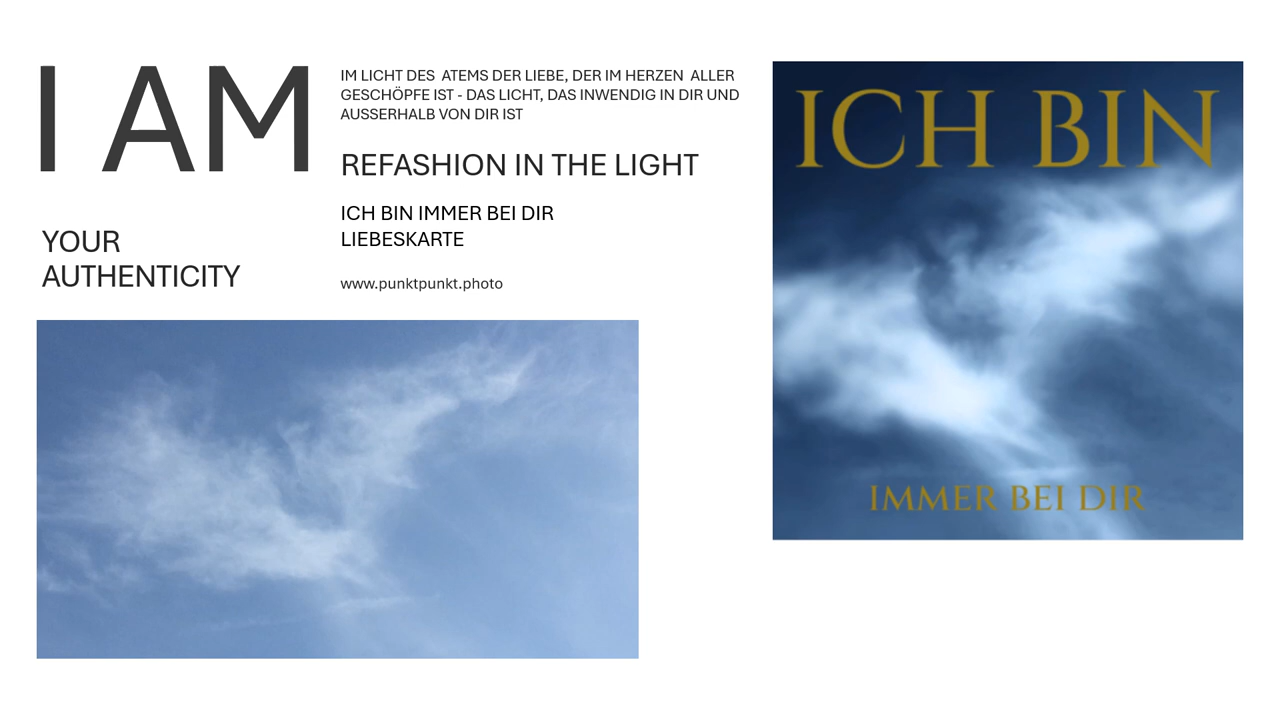 I AM
YOUR
AUTHENTICITY
IM LICHT DES  ATEMS DER LIEBE, DER IM HERZEN  ALLER
GESCHÖPFE IST - DAS LICHT, DAS INWENDIG IN DIR UND
AUSSERHALB VON DIR IST
REFASHION IN THE LIGHT
ICH BIN IMMER BEI DIR
LIEBESKARTE
www.punktpunkt.photo
ICH BIN
IMMER BEI DIR